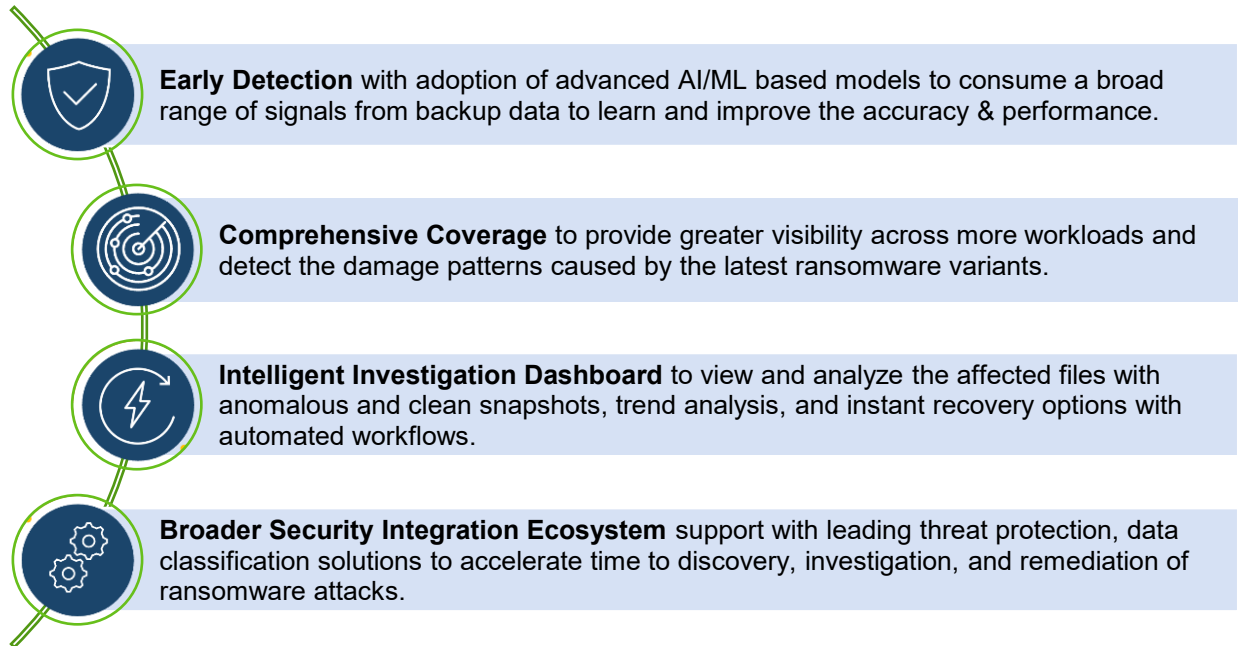 Early Detection with adoption of advanced AI/ML based models to consume a broad
range of signals from backup data to learn and improve the accuracy & performance.
Comprehensive Coverage to provide greater visibility across more workloads and
detect the damage patterns caused by the latest ransomware variants.
Intelligent Investigation Dashboard to view and analyze the affected files with
anomalous and clean snapshots, trend analysis, and instant recovery options with
automated workflows.
Broader Security Integration Ecosystem support with leading threat protection, data
classification solutions to accelerate time to discovery, investigation, and remediation of
ransomware attacks.